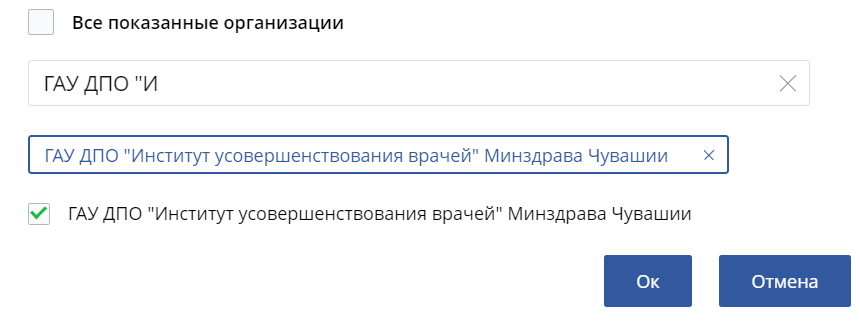 Все показанные организации
ГАУ ДПО "И
ГАУ ДПО "Институт усовершенствования врачей" Минздрава Чувашии
ГАУ ДПО "Институт усовершенствования врачей" Минздрава Чувашии
Ок Отмена